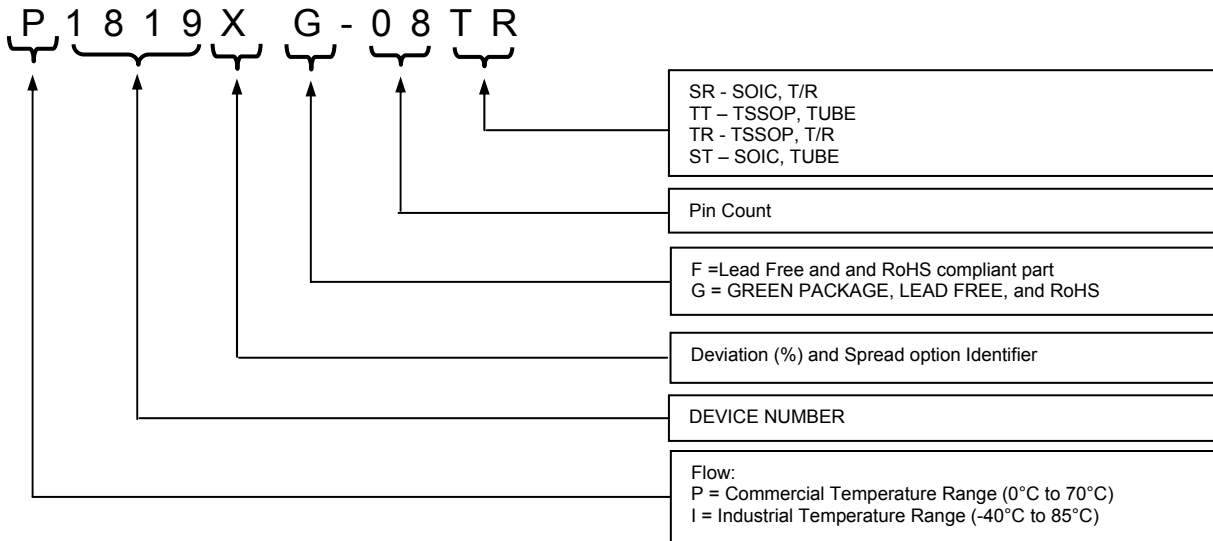 P 1 8 1 9 X G - 0 8 T R
SR - SOIC, T/R
TT – TSSOP, TUBE
TR - TSSOP, T/R
ST – SOIC, TUBE
Pin Count
F =Lead Free and and RoHS compliant part
G = GREEN PACKAGE, LEAD FREE, and RoHS
Deviation (%) and Spread option Identifier
DEVICE NUMBER
Flow:
P = Commercial Temperature Range (0°C to 70°C)
I = Industrial Temperature Range (-40°C to 85°C)